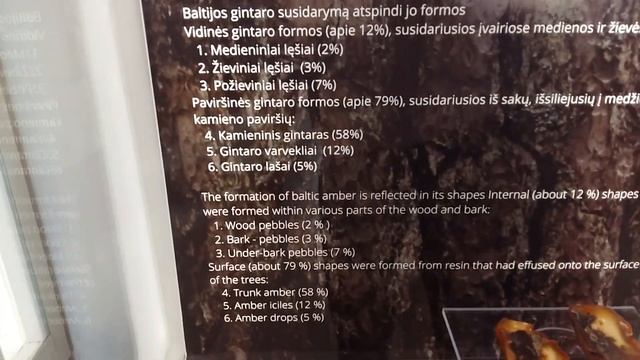 Baltijos gintaro susidarymą atspindi jo formos
Vidinės gintaro formos (apie 12%), susidariusios įvairiose medienos ir žievės
1. Medieniniai lęšiai (2%)
2. Žieviniai lęšiai (3%)
3. Požieviniai lęšiai (7%)
Paviršinės gintaro formos (apie 79%), susidariusios iš sakų, išsiliejusių į medži
kamieno paviršių:
4. Kamieninis gintaras (58%)
5. Gintaro varvekliai (12%)
6. Gintaro lašai (5%)
The formation of baltic amber is reflected in its shapes Internal (about 12 %) shapes
were formed within various parts of the wood and bark:
1. Wood pebbles (2 % )
2. Bark - pebbles (3 %)
3. Under-bark pebbles (7 %)
Surface (about 79 %) shapes were formed from resin that had effused onto the surface
of the trees:
4. Trunk amber (58 %)
5. Amber iciles (12 %)
6. Amber drops (5 %)